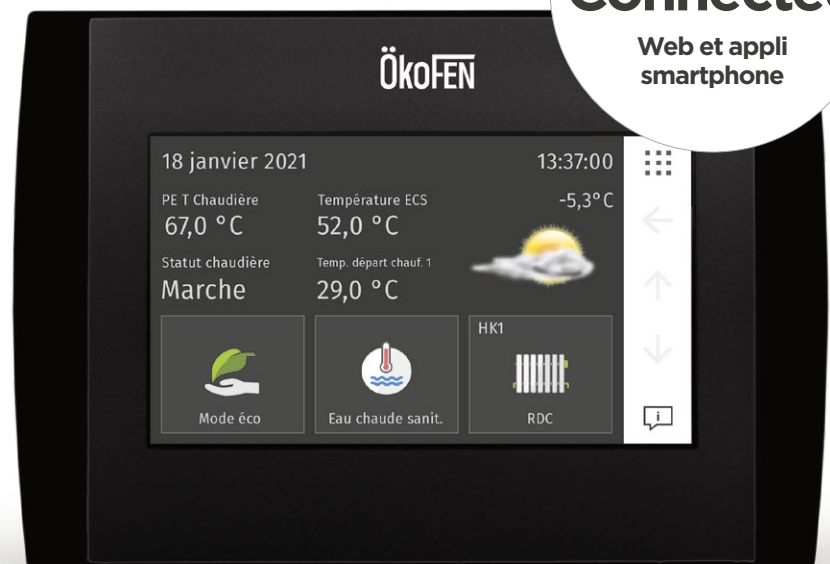 Web et appli
smartphone
ÖkoFEN
18 janvier 2021
13:37:00
PE T Chaudière
Température ECS
-5,3°C
67,0 °C
52,0 °C
Statut chaudière
Temp. départ chauf. 1
Marche
29,0 °C
HK1
Mode éco
Eau chaude sanit.
RDC
i